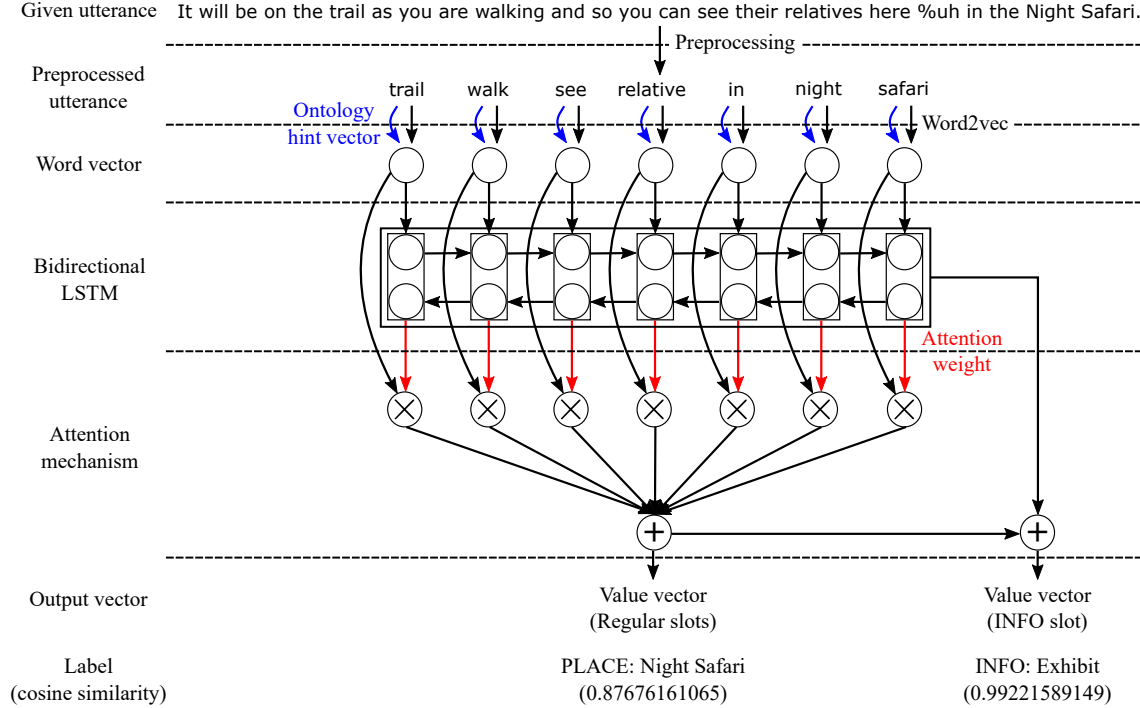 Given utterance It will be on the trail as you are walking and so you can see their relatives here %uh in the Night Safari.
Preprocessing
Preprocessed
utterance
trail walk see relative in night safari
Ontology
hint vector
Word2vec
Word vector
Bidirectional
LSTM
Attention
weight
Attention
mechanism
Output vector
Value vector
(Regular slots)
Value vector
(INFO slot)
Label
(cosine similarity)
PLACE: Night Safari
(0.87676161065)
INFO: Exhibit
(0.99221589149)